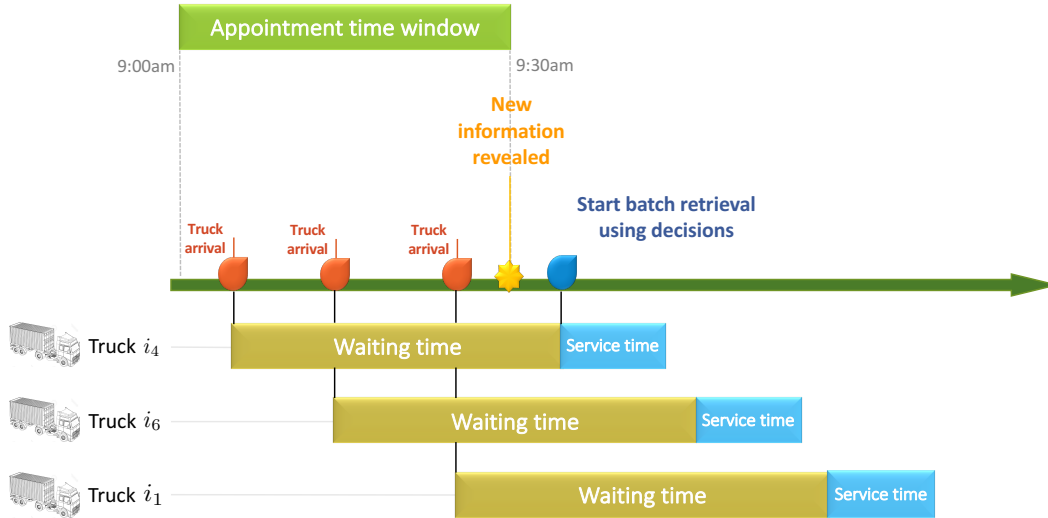 Appointment time window
9:00am
9:30am
New
information
revealed
Start batch retrieval
using decisions
Truck
arrival
Truck
arrival
Truck
arrival
Truck i₄
Waiting time
Service time
Truck i₆
Waiting time
Service time
Truck i₁
Waiting time
Service time